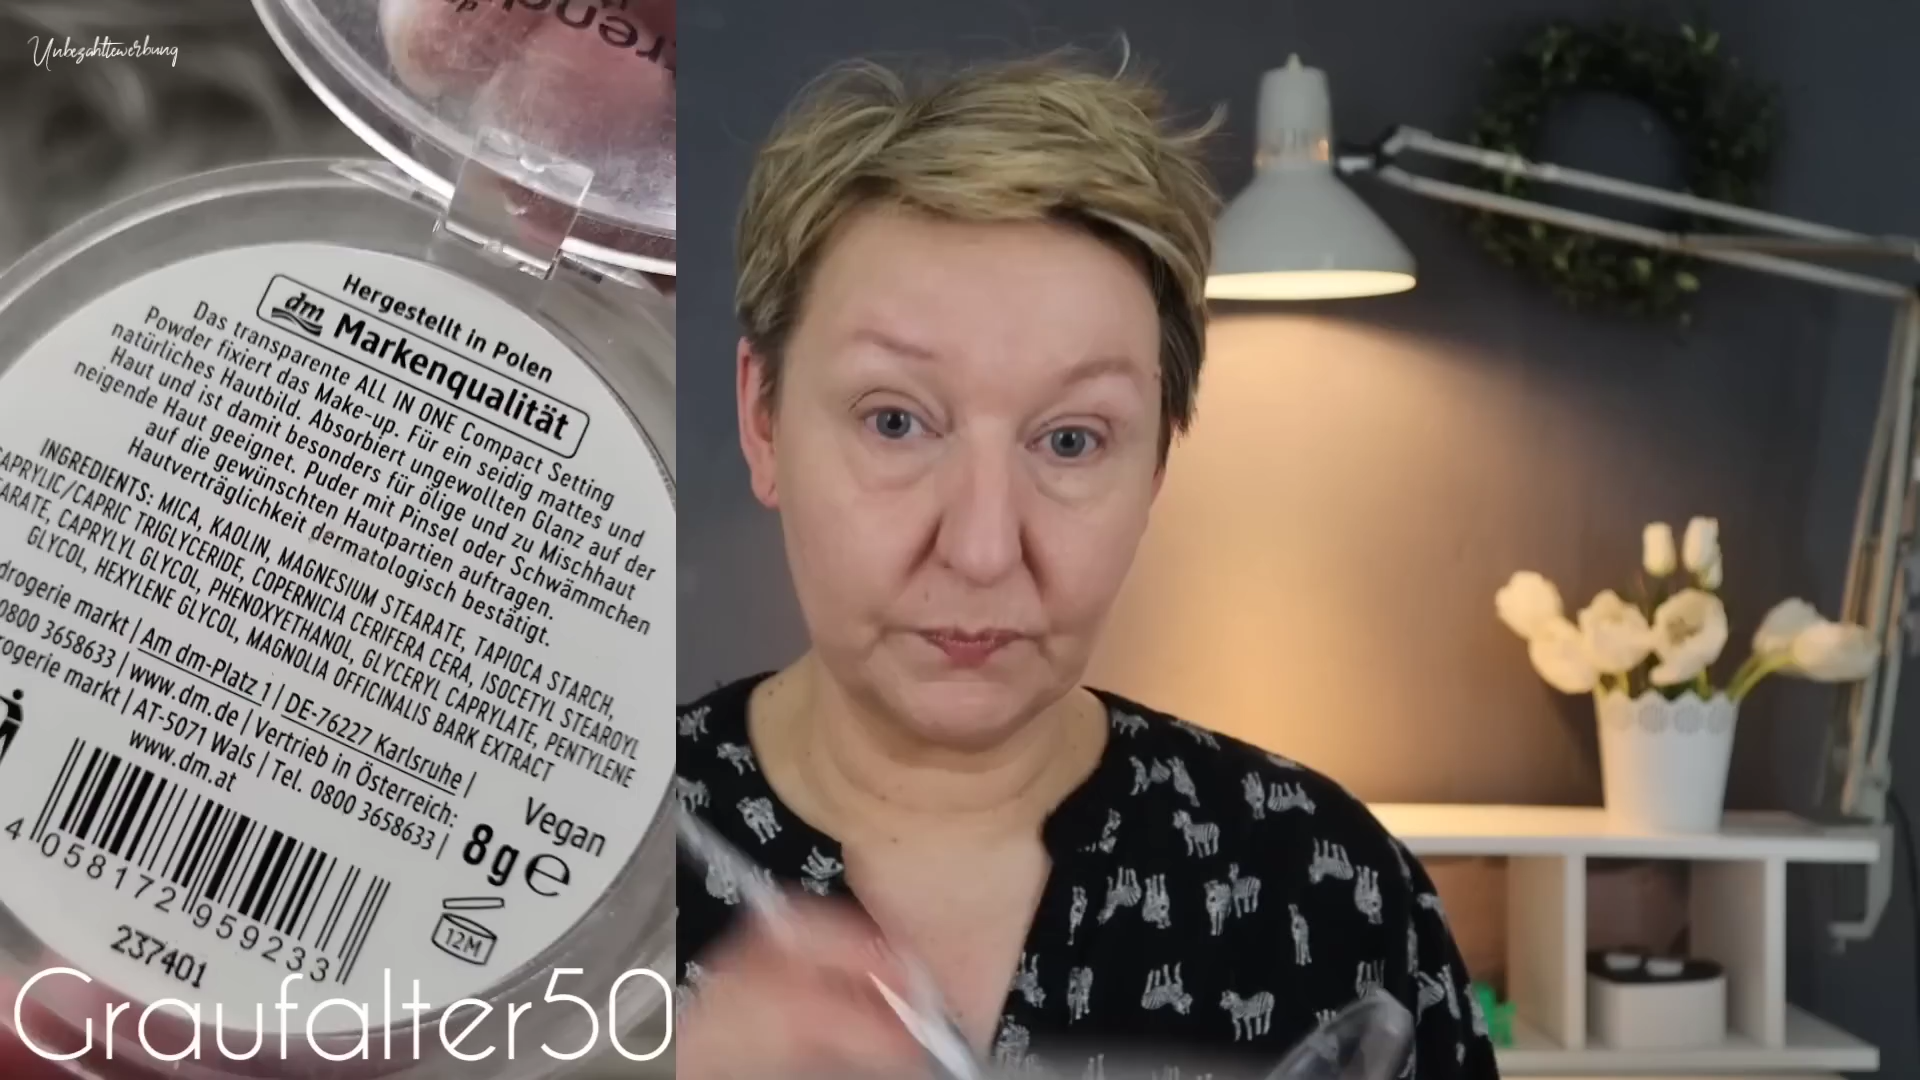 Unbezahltewerbung
Hergestellt in Polen
dm Markenqualität
Das transparente ALL IN ONE Compact Setting
Powder fixiert das Make-up. Für ein seidig mattes und
natürliches Hautbild. Absorbiert ungewollten Glanz auf der
Haut und ist damit besonders für ölige und zu Mischhaut
neigende Haut geeignet. Puder mit Pinsel oder Schwämmchen
auf die gewünschten Hautpartien auftragen.
Hautverträglichkeit dermatologisch bestätigt.
INGREDIENTS: MICA, KAOLIN, MAGNESIUM STEARATE, TAPIOCA STARCH,
CAPRYLIC/CAPRIC TRIGLYCERIDE, COPERNICIA CERIFERA CERA, ISOCETYL STEAROYL
STEARATE, CAPRYLYL GLYCOL, PHENOXYETHANOL, GLYCERYL CAPRYLATE, PENTYLENE
GLYCOL, HEXYLENE GLYCOL, MAGNOLIA OFFICINALIS BARK EXTRACT
drogerie markt | Am dm-Platz 1 | DE-76227 Karlsruhe |
0800 3658633 | www.dm.de | Vertrieb in Österreich:
drogerie markt | AT-5071 Wals | Tel. 0800 3658633 |
www.dm.at
Vegan
8 g e
12M
4 058172 959233
237401
Graufalter50